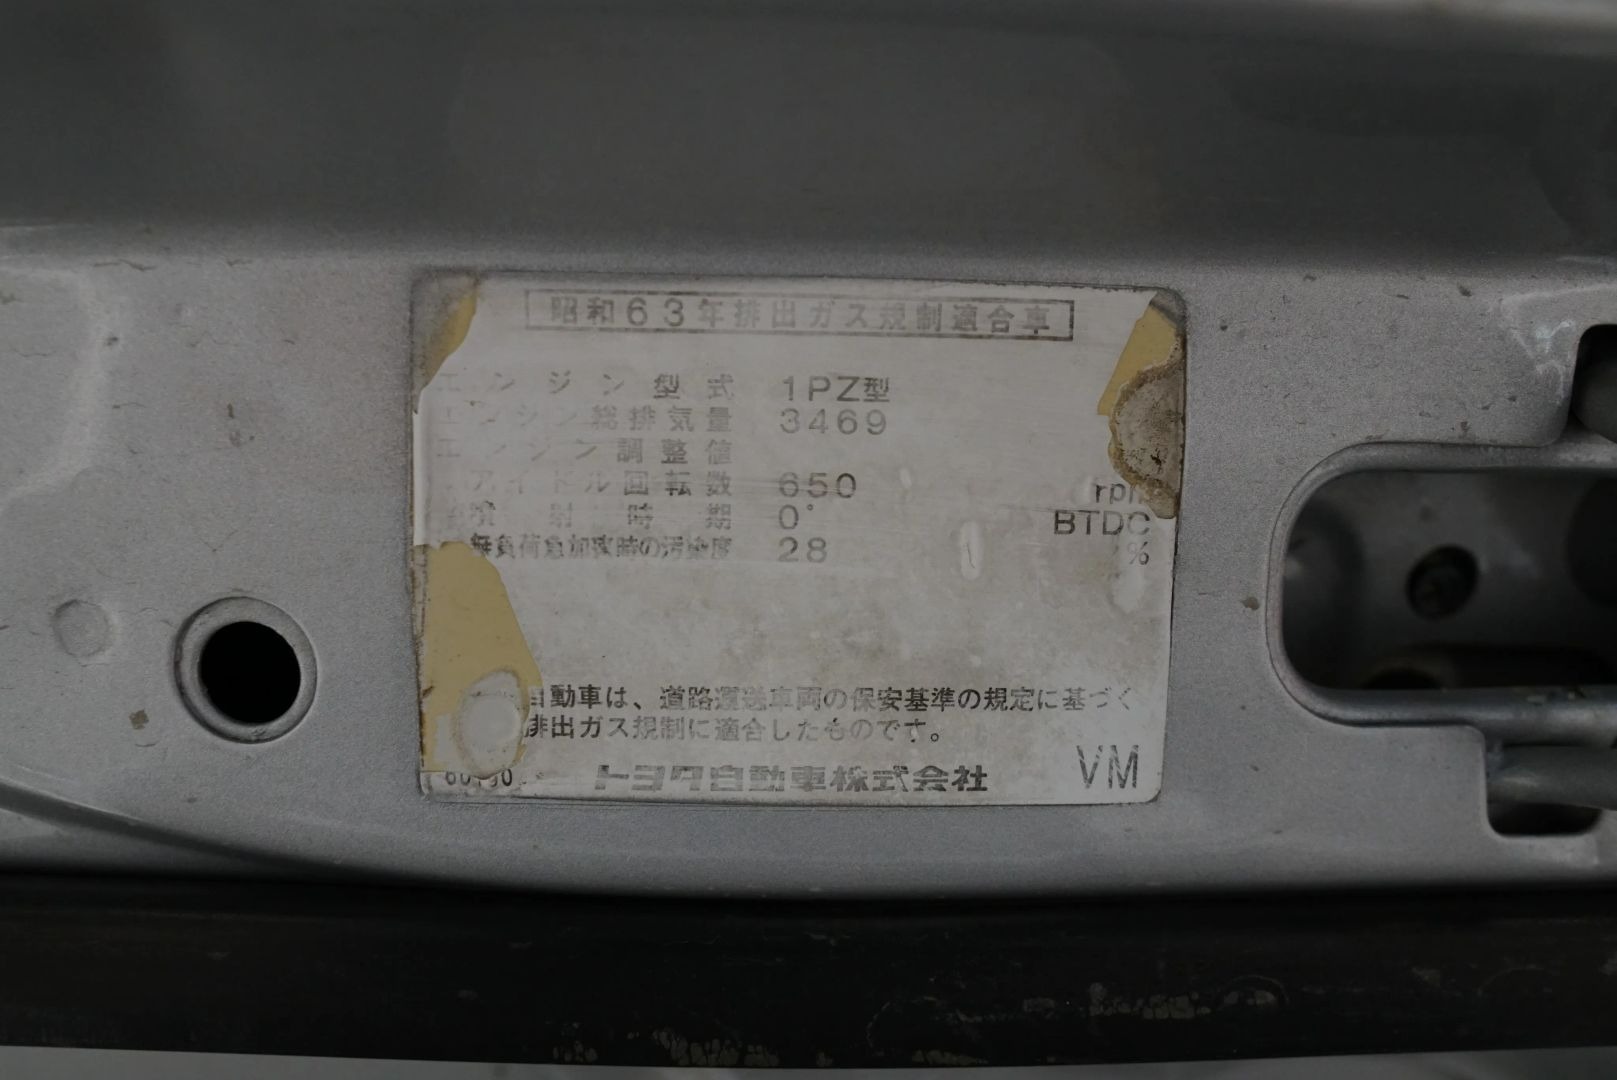 昭和63年排出ガス規制適合車
エンジン型式 1PZ型
エンジン総排気量 3469
エンジン調整値
アイドル回転数 650 rpm
噴射時期 0° BTDC
無負荷急加速時の汚染度 28 %
自動車は、道路運送車両の保安基準の規定に基づく
排出ガス規制に適合したものです。
トヨタ自動車株式会社 VM